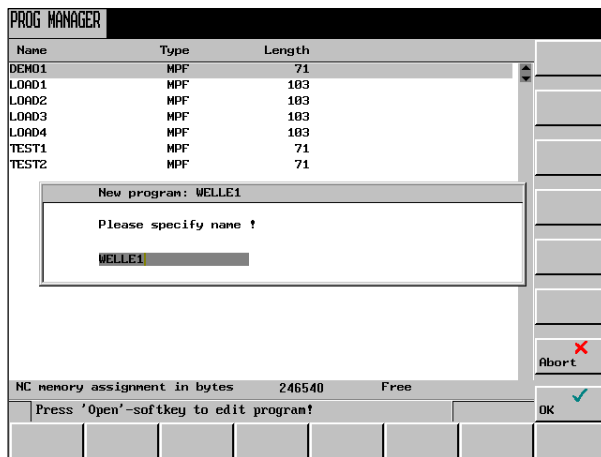 PROG MANAGER
Name Type Length
DEMO1 MPF 71
LOAD1 MPF 103
LOAD2 MPF 103
LOAD3 MPF 103
LOAD4 MPF 103
TEST1 MPF 71
TEST2 MPF 71
New program: WELLE1
Please specify name !
WELLE1
Abort
NC memory assignment in bytes 246540 Free
Press 'Open'-softkey to edit program!
OK